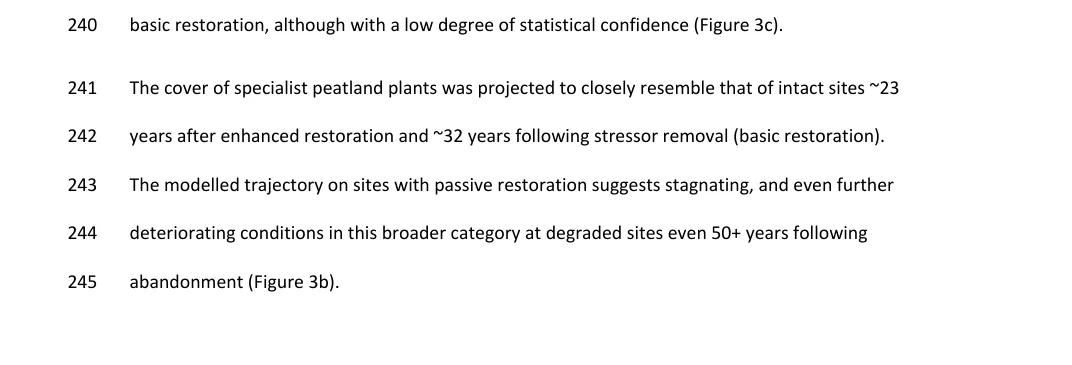 240 basic restoration, although with a low degree of statistical confidence (Figure 3c).
241 The cover of specialist peatland plants was projected to closely resemble that of intact sites ~23
242 years after enhanced restoration and ~32 years following stressor removal (basic restoration).
243 The modelled trajectory on sites with passive restoration suggests stagnating, and even further
244 deteriorating conditions in this broader category at degraded sites even 50+ years following
245 abandonment (Figure 3b).